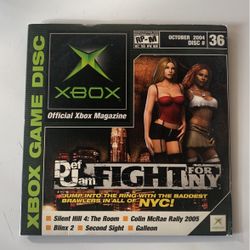 XBOX GAME DISC
XBOX
Official Xbox Magazine
OCTOBER 2004
DISC # 36
Def Jam FIGHT FOR NY
JUMP INTO THE RING WITH THE BADDEST
BRAWLERS IN ALL OF NYC!
Silent Hill 4: The Room
Colin McRae Rally 2005
Blinx 2
Second Sight
Galleon